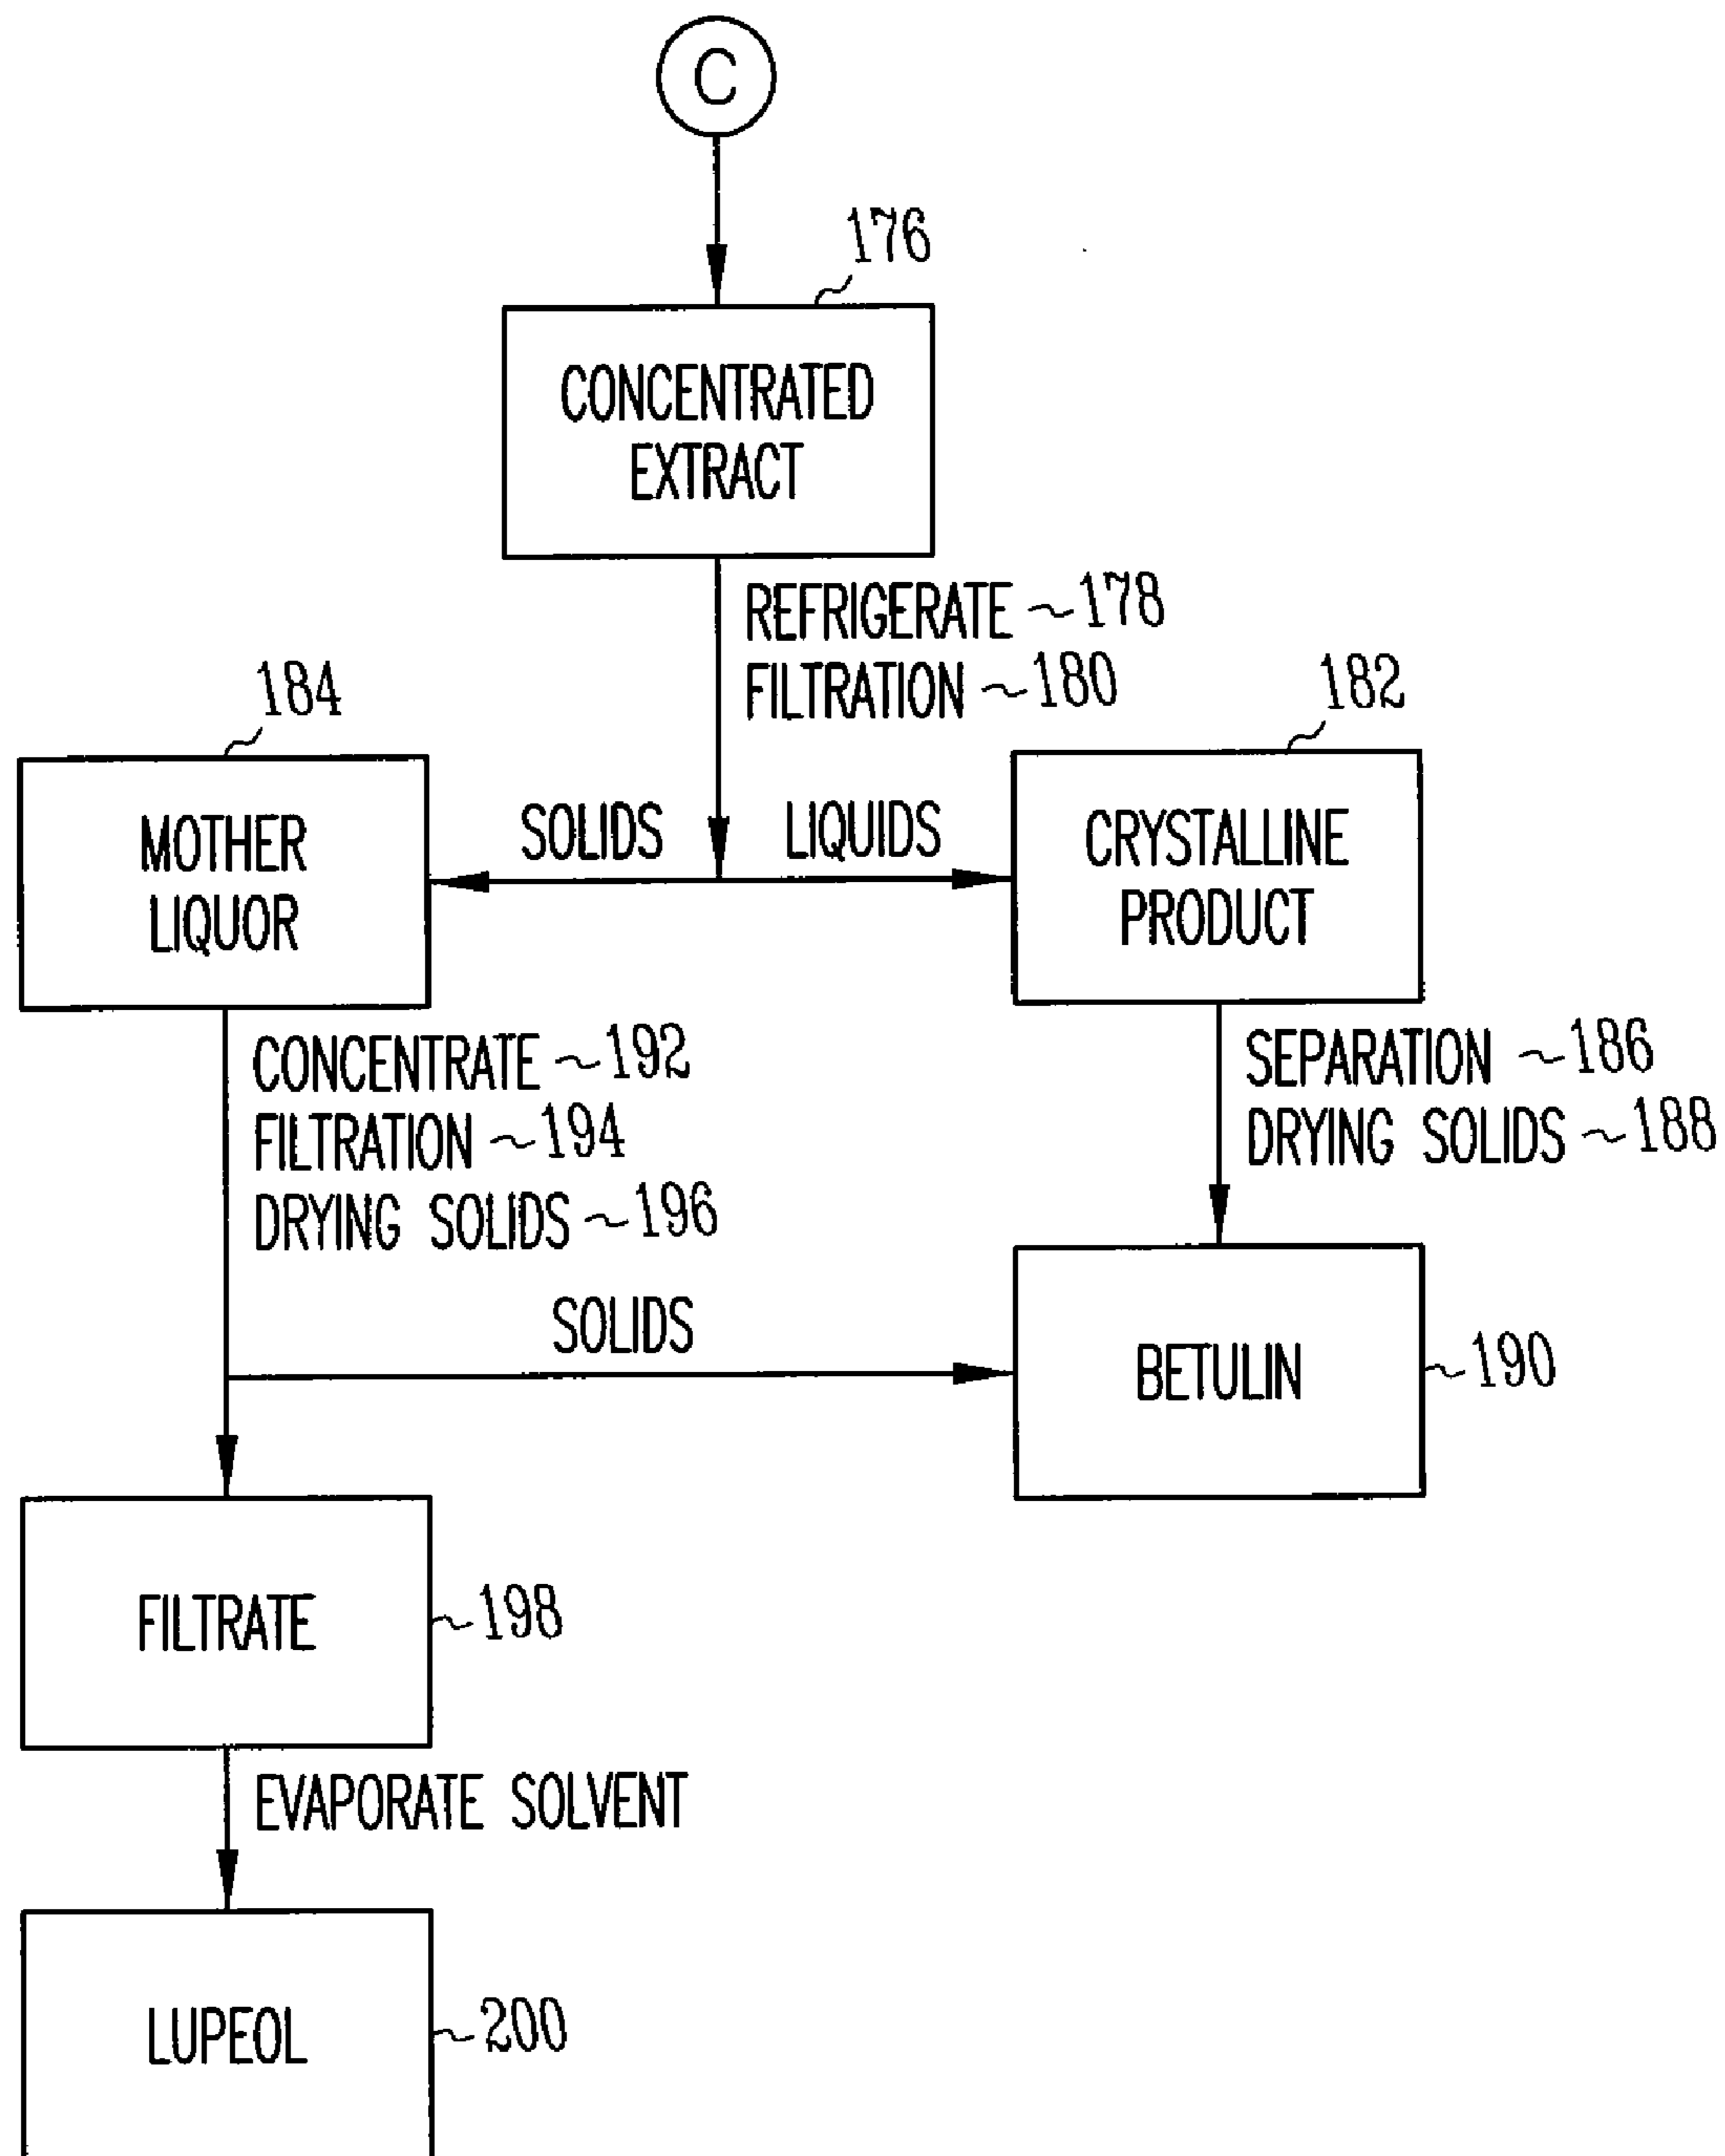 C
176
CONCENTRATED
EXTRACT
REFRIGERATE ~178
FILTRATION ~180
184
182
MOTHER
LIQUOR
SOLIDS
LIQUIDS
CRYSTALLINE
PRODUCT
CONCENTRATE ~192
FILTRATION ~194
DRYING SOLIDS ~196
SEPARATION ~186
DRYING SOLIDS ~188
SOLIDS
BETULIN
~190
FILTRATE
~198
EVAPORATE SOLVENT
LUPEOL
~200